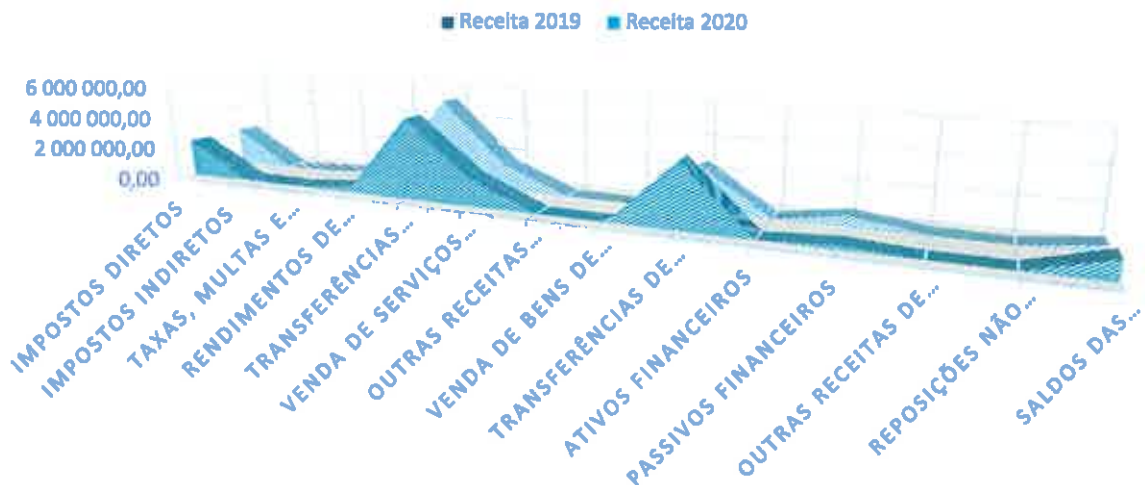 Receita 2019 Receita 2020
6 000 000,00
4 000 000,00
2 000 000,00
0,00
IMPOSTOS DIRETOS
IMPOSTOS INDIRETOS
TAXAS, MULTAS E...
RENDIMENTOS DE...
TRANSFERÊNCIAS...
VENDA DE SERVIÇOS...
OUTRAS RECEITAS...
VENDA DE BENS DE...
TRANSFERÊNCIAS DE...
ATIVOS FINANCEIROS
PASSIVOS FINANCEIROS
OUTRAS RECEITAS DE...
REPOSIÇÕES NÃO...
SALDOS DAS...